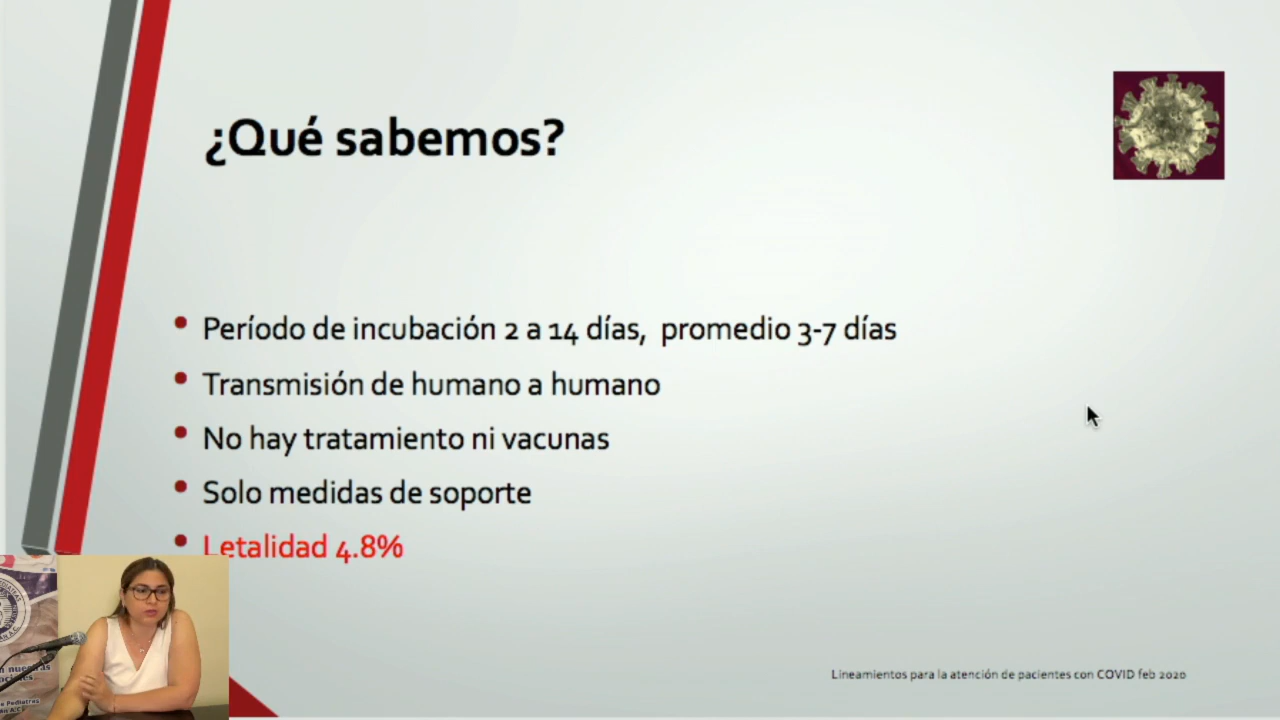 ¿Qué sabemos?
Período de incubación 2 a 14 días, promedio 3-7 días
Transmisión de humano a humano
No hay tratamiento ni vacunas
Solo medidas de soporte
Letalidad 4.8%
Lineamientos para la atención de pacientes con COVID feb 2020